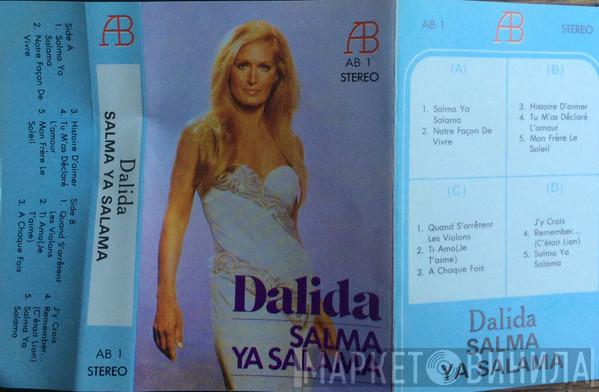 AB
Side A
1. Salma Ya
Salama
2. Notre Façon De
Vivre
3. Histoire D'aimer
4. Tu M'as Déclaré
L'amour
5. Mon Frère Le
Soleil
Side B
1. Quand S'arrêtent
Les Violons
2. Ti Amo(Je
T'aime)
3. A Chaque Fois
J'y Crois
4. Remember...
(C'était Lion)
5. Salma Ya
Salama
Dalida
SALMA YA SALAMA
AB 1
STEREO
AB
AB 1
STEREO
Dalida
SALMA
YA SALAMA
AB 1
AB
STEREO
(A)
1. Salma Ya
Salama
2. Notre Façon De
Vivre
(B)
3. Histoire D'aimer
4. Tu M'as Déclaré
L'amour
5. Mon Frère Le
Soleil
(C)
1. Quand S'arrêtent
Les Violons
2. Ti Amo(Je
T'aime)
3. A Chaque Fois
(D)
J'y Crois
4. Remember...
(C'était Lion)
5. Salma Ya
Salama
Dalida
SALMA
YA SALAMA
МАРКЕТ ВИНИЛА